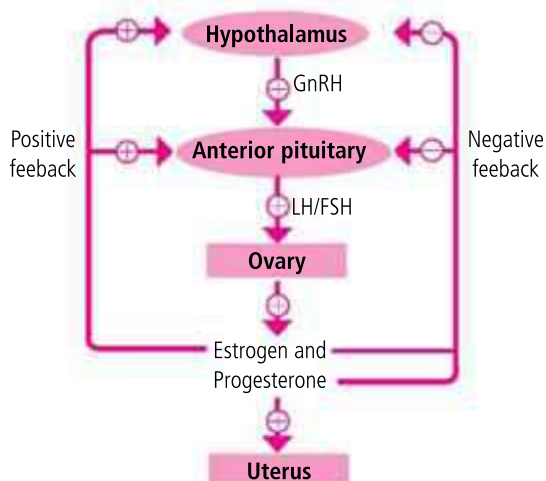 Hypothalamus
GnRH
Positive
feeback
Anterior pituitary
Negative
feeback
LH/FSH
Ovary
Estrogen and
Progesterone
Uterus